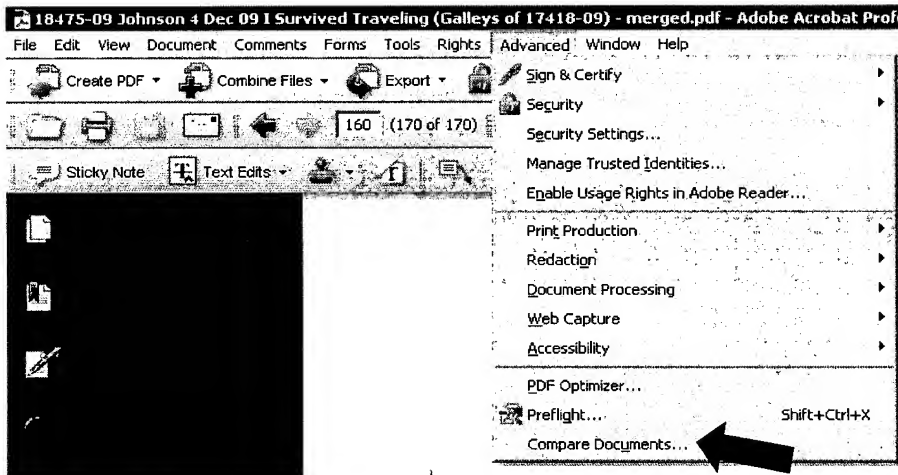 18475-09 Johnson 4 Dec 09 I Survived Traveling (Galleys of 17418-09) - merged.pdf - Adobe Acrobat Prof
File Edit View Document Comments Forms Tools Rights Advanced Window Help
Create PDF Combine Files Export
160 (170 of 170)
Sticky Note Text Edits
Sign & Certify
Security
Security Settings...
Manage Trusted Identities...
Enable Usage Rights in Adobe Reader...
Print Production
Redaction
Document Processing
Web Capture
Accessibility
PDF Optimizer...
Preflight... Shift+Ctrl+X
Compare Documents...